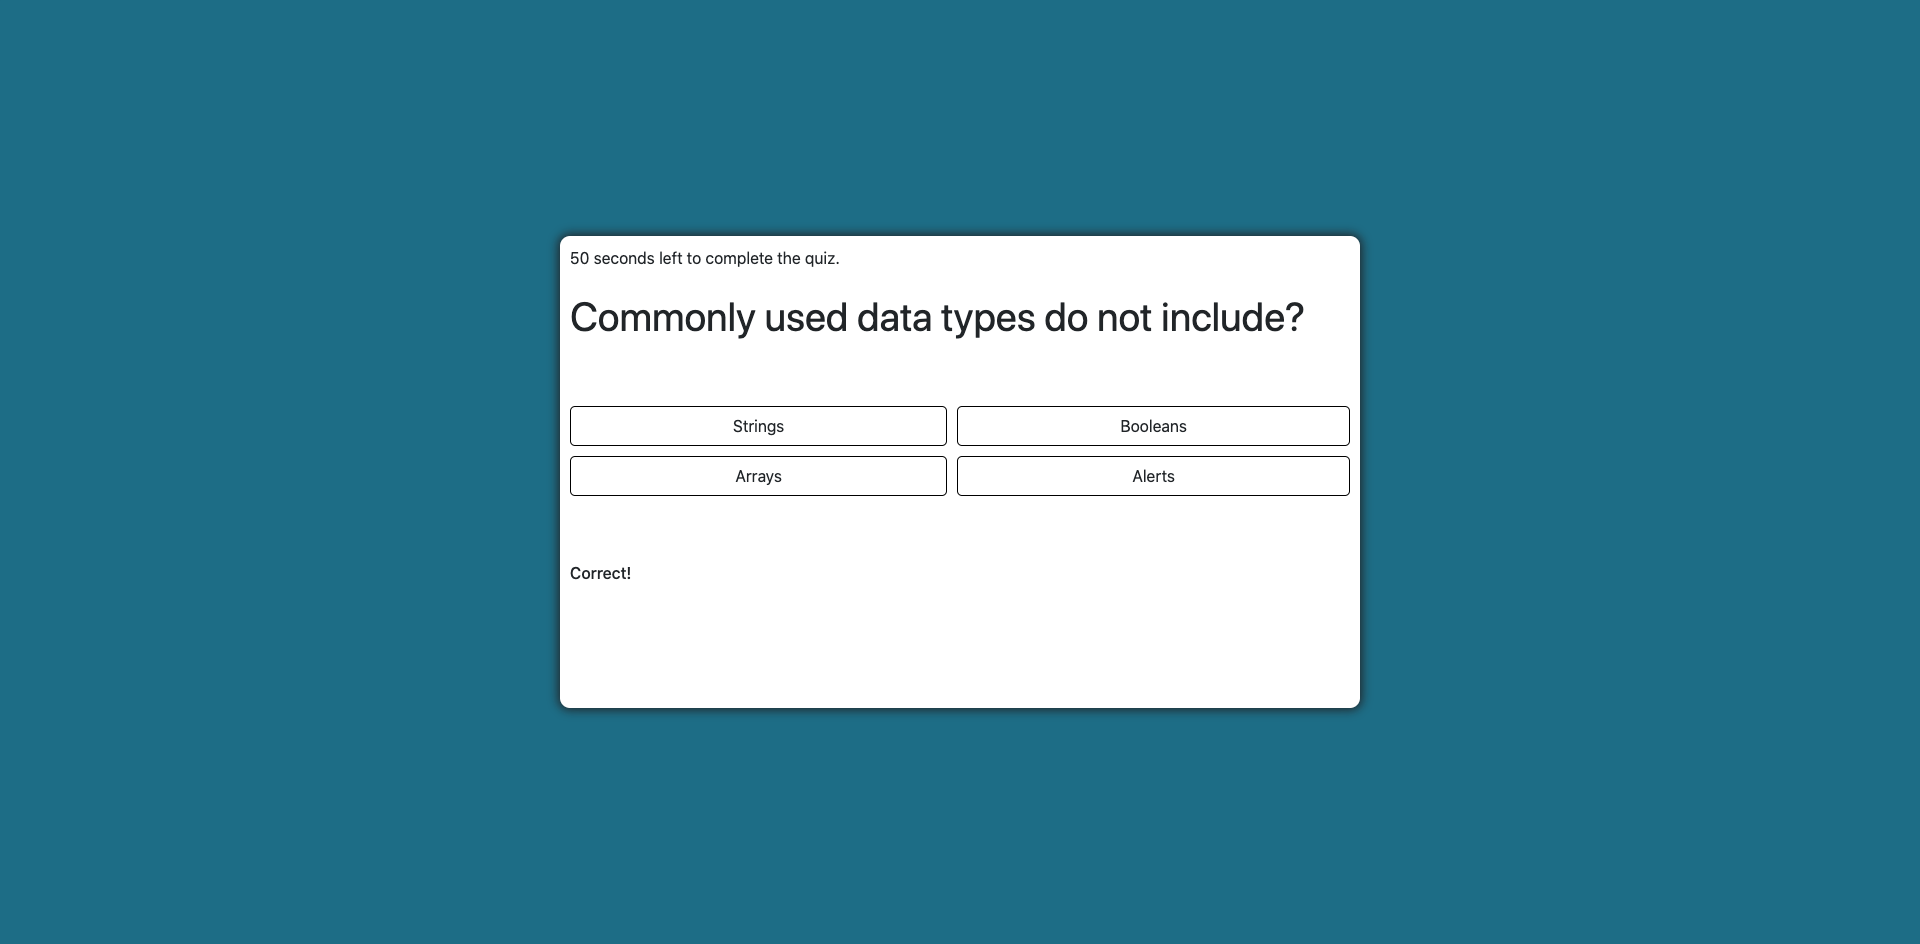 50 seconds left to complete the quiz.
Commonly used data types do not include?
Strings
Booleans
Arrays
Alerts
Correct!